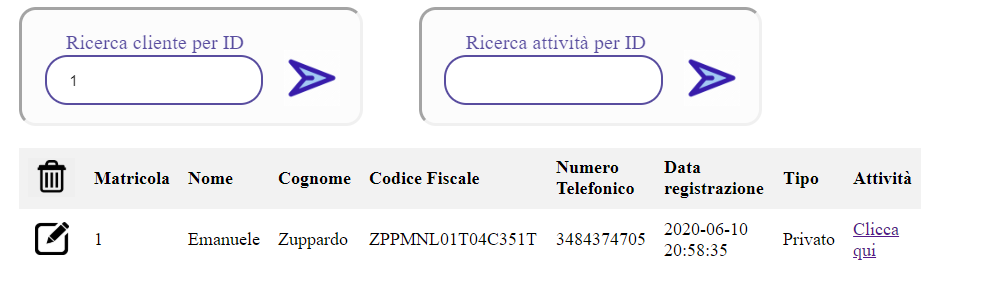 Ricerca cliente per ID
Ricerca attività per ID
1
Matricola Nome Cognome Codice Fiscale Numero Telefonico Data registrazione Tipo Attività
1 Emanuele Zuppardo ZPPMNL01T04C351T 3484374705 2020-06-10 20:58:35 Privato Clicca qui